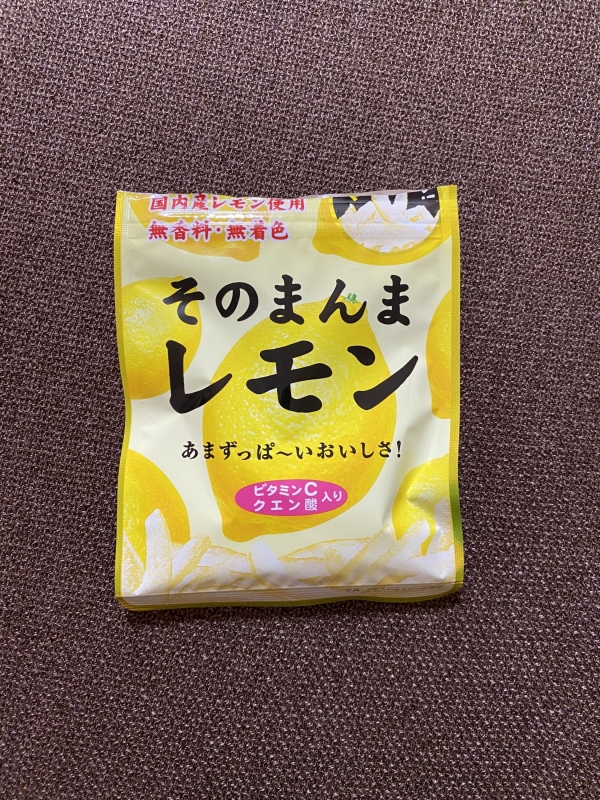 国内産レモン使用
無香料・無着色
そのまんま
レモン
あまずっぱ〜いおいしさ!
ビタミンC
クエン酸
入り